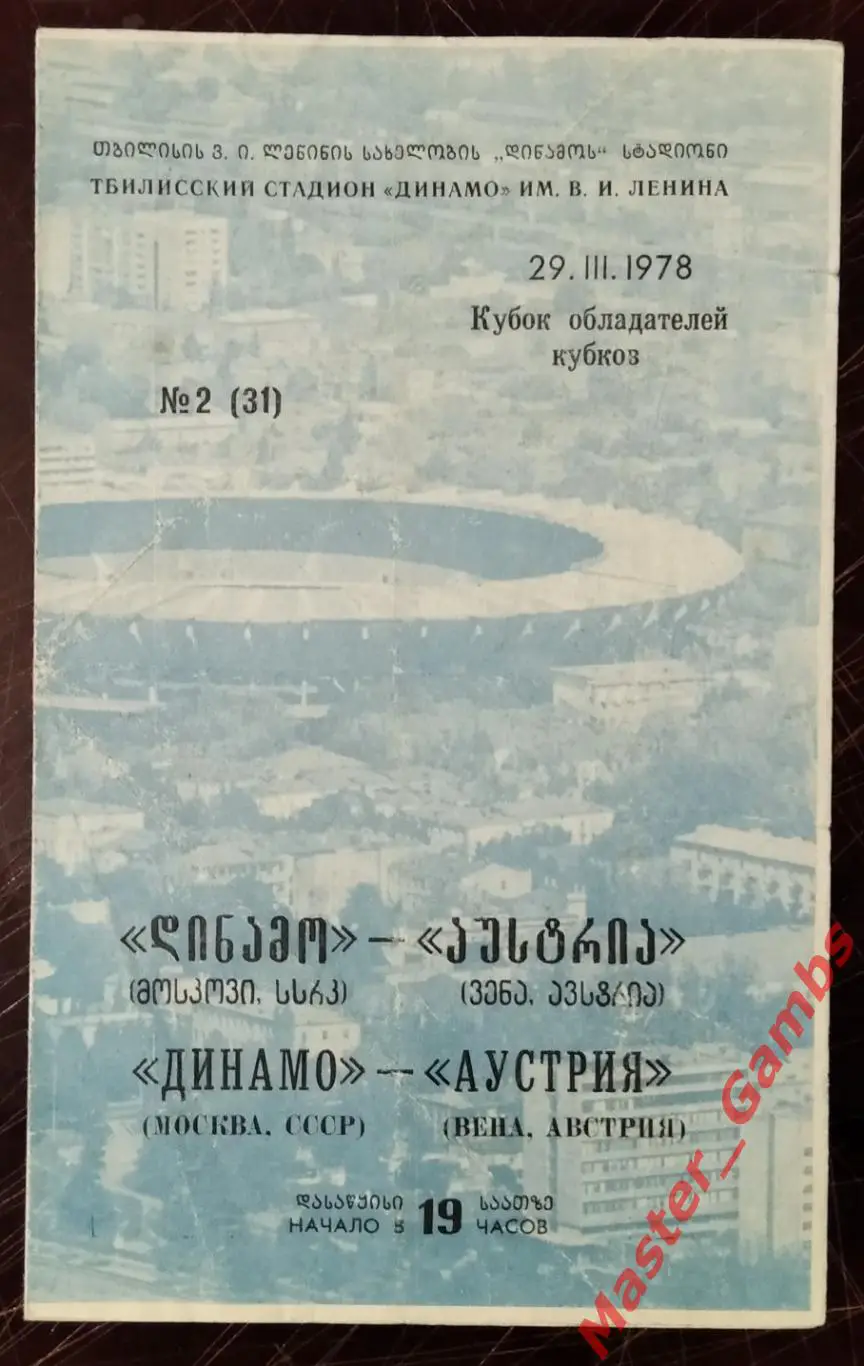 თბილისის ვ. ი. ლენინის სახელობის „დინამოს“ სტადიონი
ТБИЛИССКИЙ СТАДИОН «ДИНАМО» ИМ. В. И. ЛЕНИНА
29. III. 1978
Кубок обладателей
кубков
№2 (31)
«დინამო» — «აუსტრია»
(მოსკოვი, სსრკ) (ვენა, ავსტრია)
«ДИНАМО» — «АУСТРИЯ»
(МОСКВА, СССР) (ВЕНА, АВСТРИЯ)
დასაწყისი 19 საათზე
НАЧАЛО в ЧАСОВ
Master_Gambs